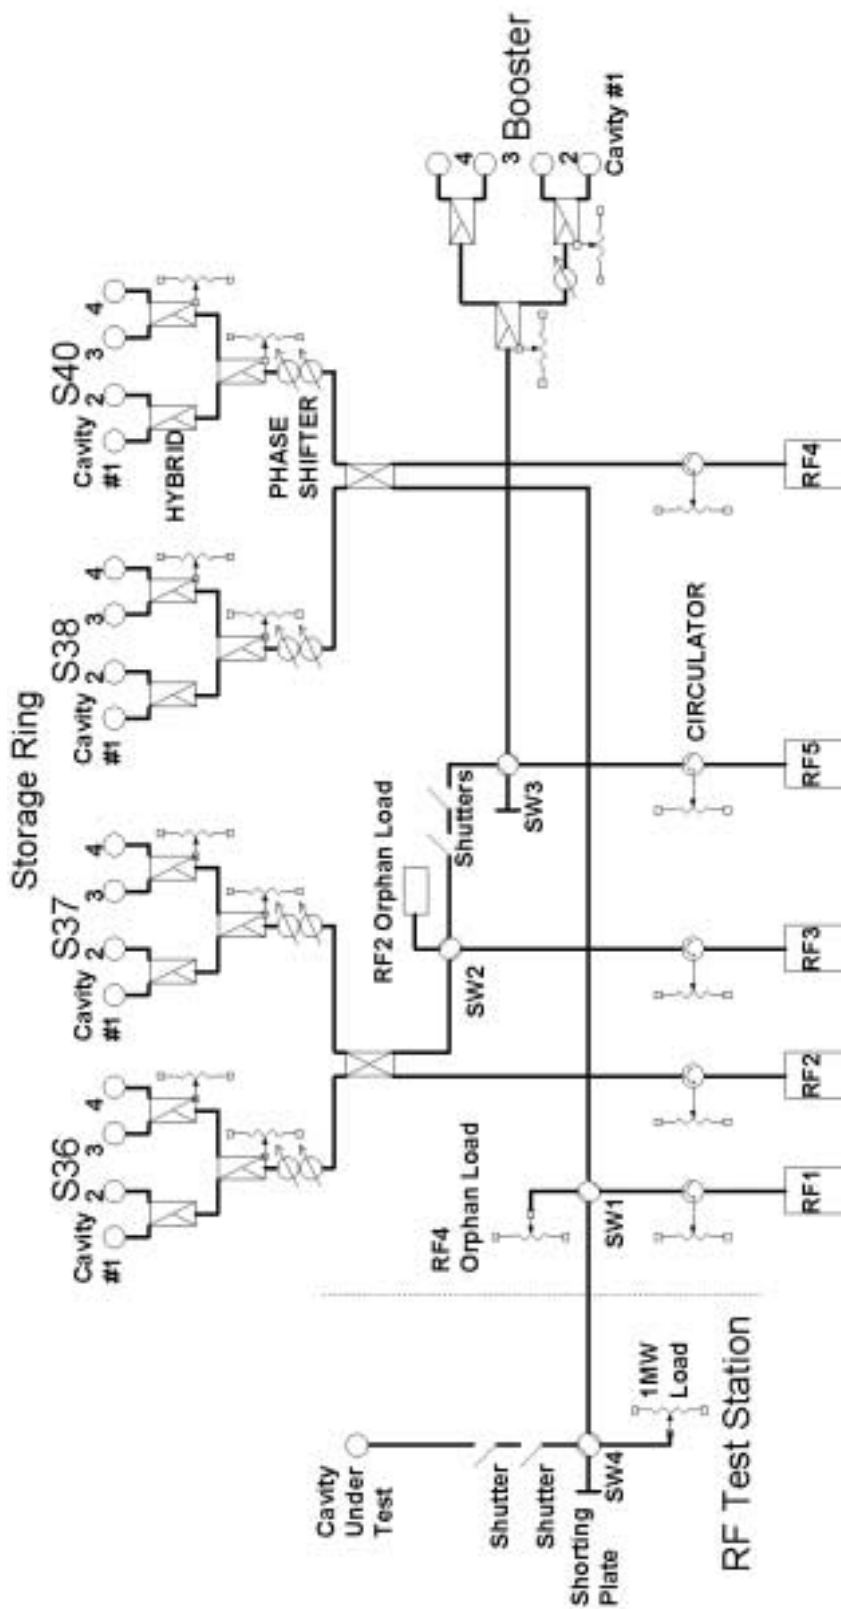 Storage Ring
S36
S37
S38
S40
Cavity
#1
2
3
4
Cavity
#1
2
3
4
Cavity
#1
2
3
4
Cavity
#1
2
3
4
HYBRID
PHASE
SHIFTER
Booster
4
3
2
Cavity #1
Cavity
Under
Test
Shutter
Shutter
Shorting
Plate
SW4
1MW
Load
RF Test Station
RF4
Orphan Load
SW1
RF2 Orphan Load
SW2
Shutters
SW3
CIRCULATOR
RF1
RF2
RF3
RF5
RF4